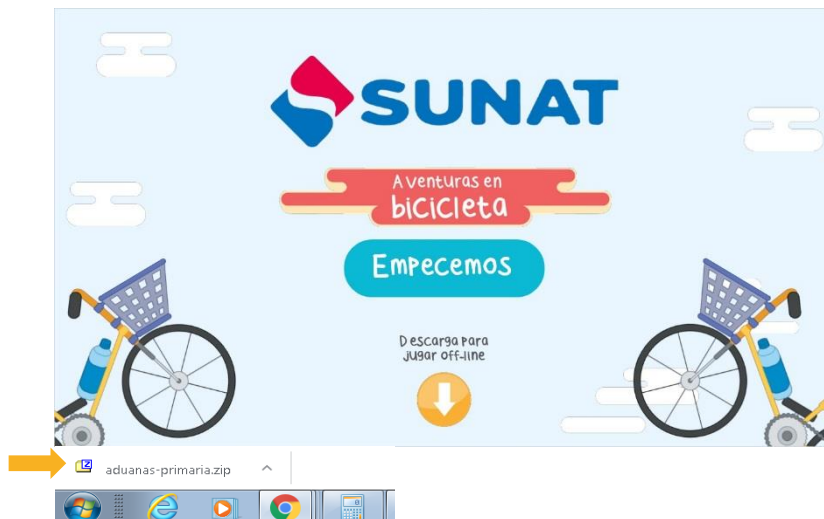 SUNAT
Aventuras en
bicicleta
Empecemos
Descarga para
jugar off-line
aduanas-primaria.zip